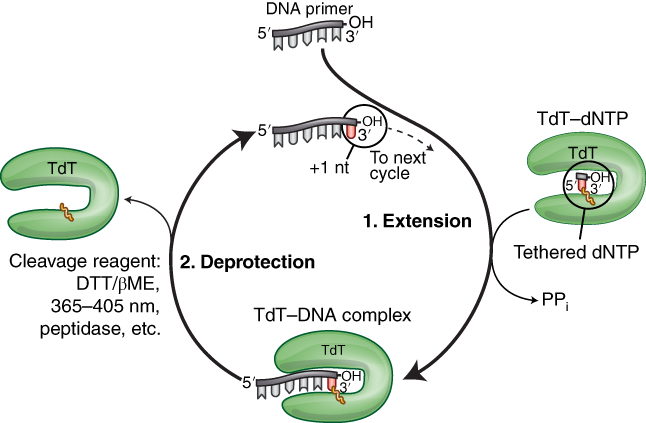 DNA primer
5′ OH
3′
5′ OH
3′
+1 nt
To next
cycle
TdT–dNTP
TdT
5′ OH
3′
Tethered dNTP
1. Extension
PPi
TdT
Cleavage reagent:
DTT/βME,
365–405 nm,
peptidase, etc.
2. Deprotection
TdT–DNA complex
TdT
5′ OH
3′